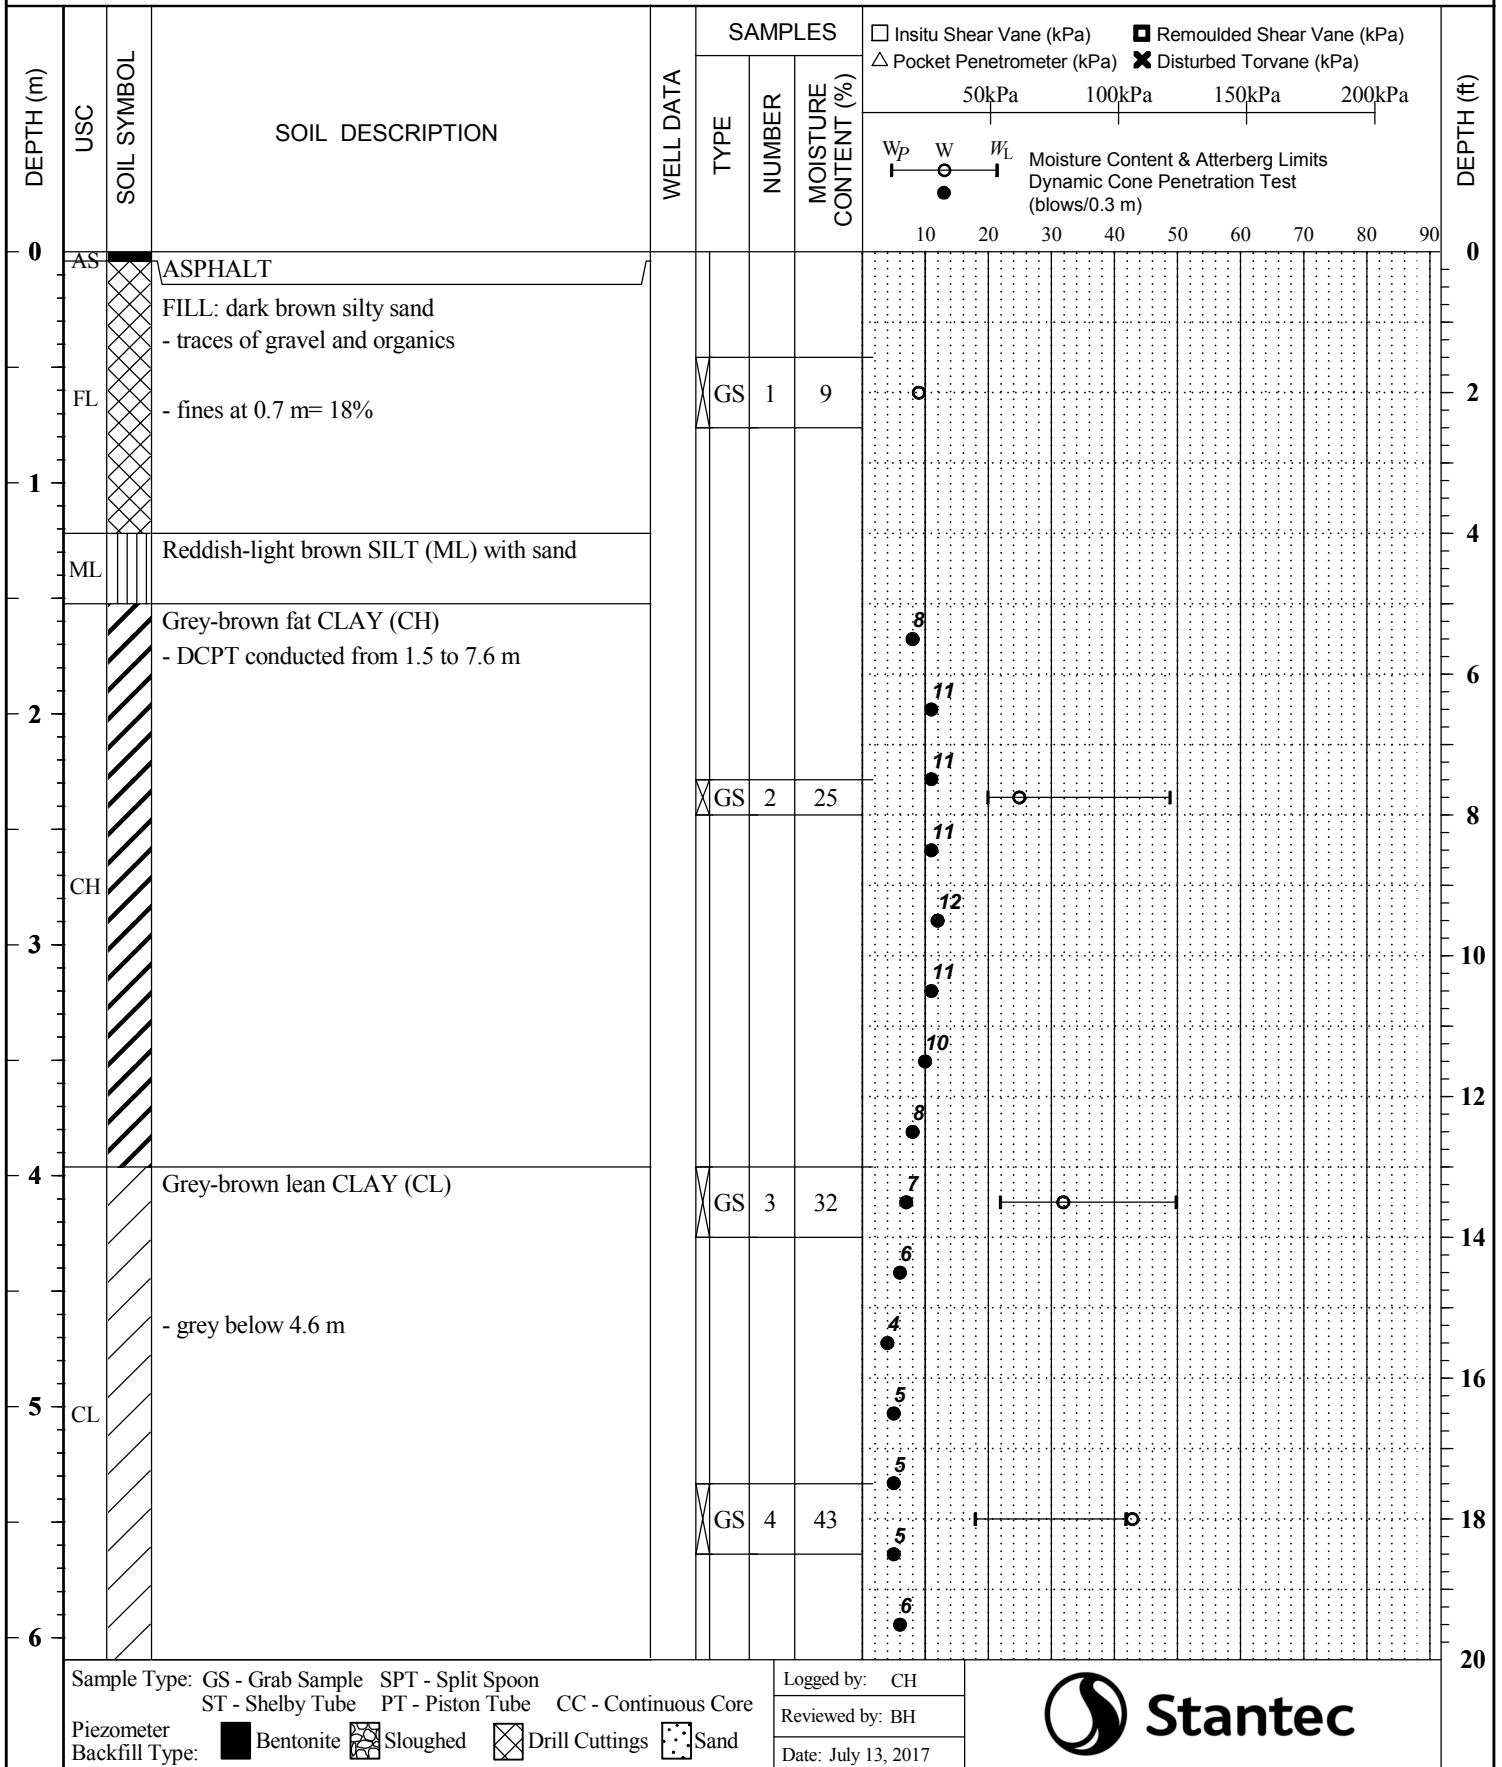 SAMPLES
DEPTH (m)
USC
SOIL SYMBOL
SOIL DESCRIPTION
WELL DATA
TYPE
NUMBER
MOISTURE CONTENT (%)
DEPTH (ft)
Insitu Shear Vane (kPa) Remoulded Shear Vane (kPa)
Pocket Penetrometer (kPa) Disturbed Torvane (kPa)
50kPa 100kPa 150kPa 200kPa
WP W WL
Moisture Content & Atterberg Limits
Dynamic Cone Penetration Test
(blows/0.3 m)
10 20 30 40 50 60 70 80 90
0 0
AS ASPHALT
FILL: dark brown silty sand
- traces of gravel and organics
FL GS 1 9 2
- fines at 0.7 m= 18%
1
4
ML Reddish-light brown SILT (ML) with sand
Grey-brown fat CLAY (CH) 8
- DCPT conducted from 1.5 to 7.6 m
6
11
2
11
GS 2 25
8
11
CH
12
3
10
11
10
12
8
4
Grey-brown lean CLAY (CL) 7
GS 3 32
14
6
- grey below 4.6 m 4
16
5
5 CL
5
GS 4 43 18
5
6
6
20
Sample Type: GS - Grab Sample SPT - Split Spoon
ST - Shelby Tube PT - Piston Tube CC - Continuous Core
Piezometer
Backfill Type: Bentonite Sloughed Drill Cuttings Sand
Logged by: CH
Reviewed by: BH
Date: July 13, 2017
Stantec